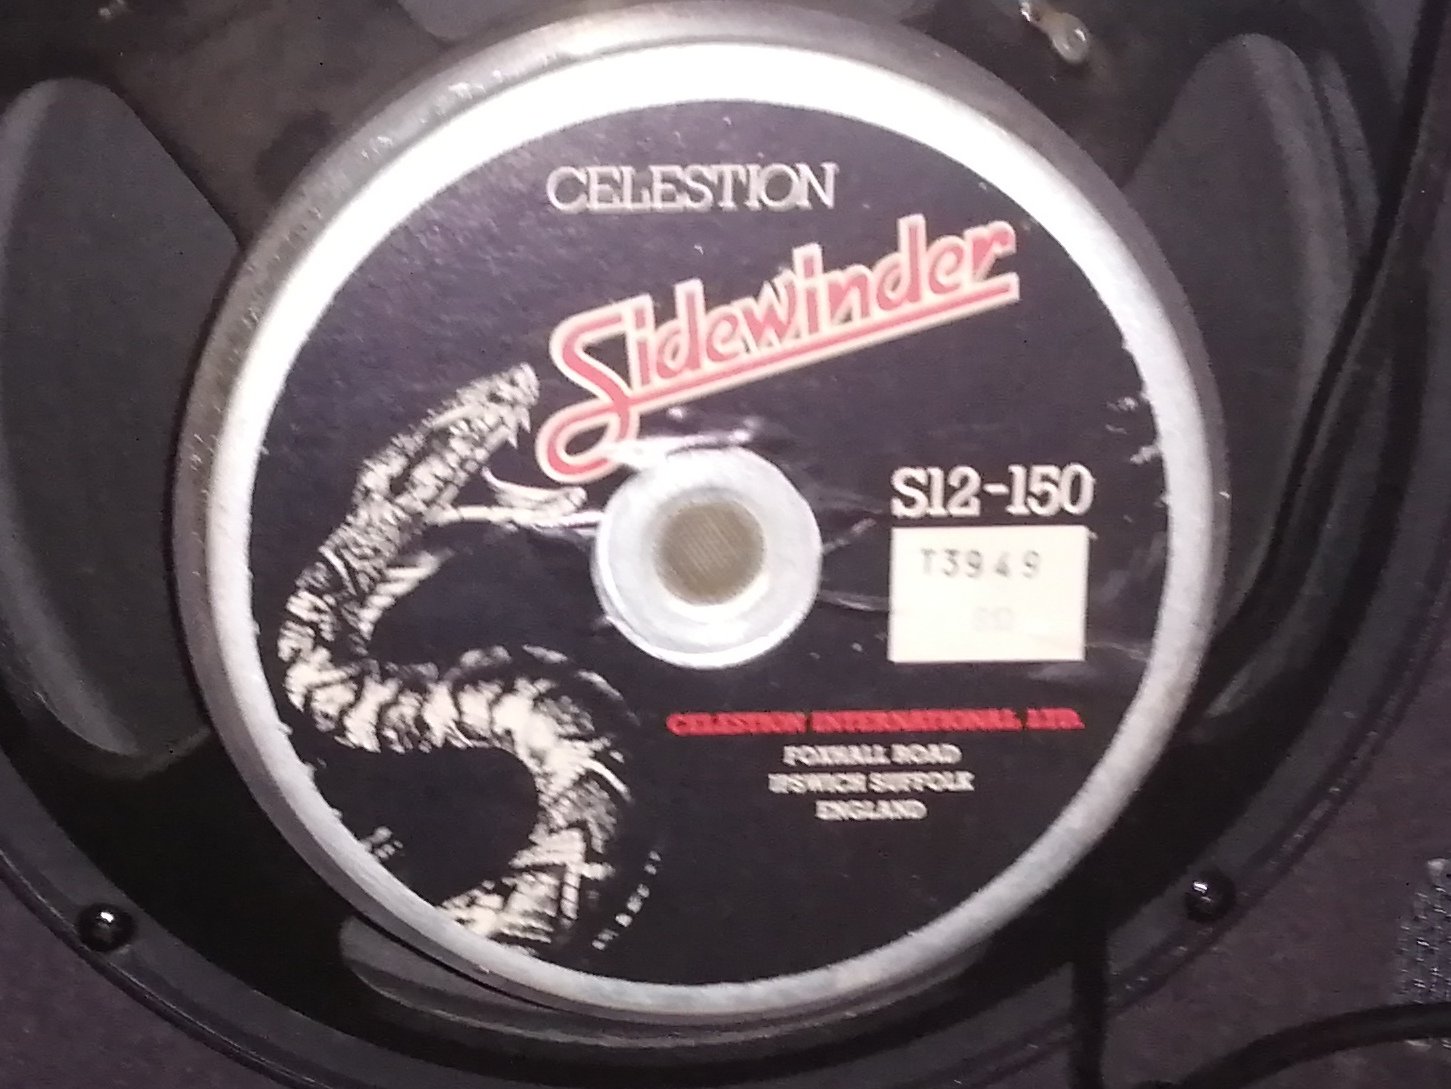 CELESTION
Sidewinder
S12-150
T3949
CELESTION INTERNATIONAL LTD.
FOXHALL ROAD
IPSWICH SUFFOLK
ENGLAND